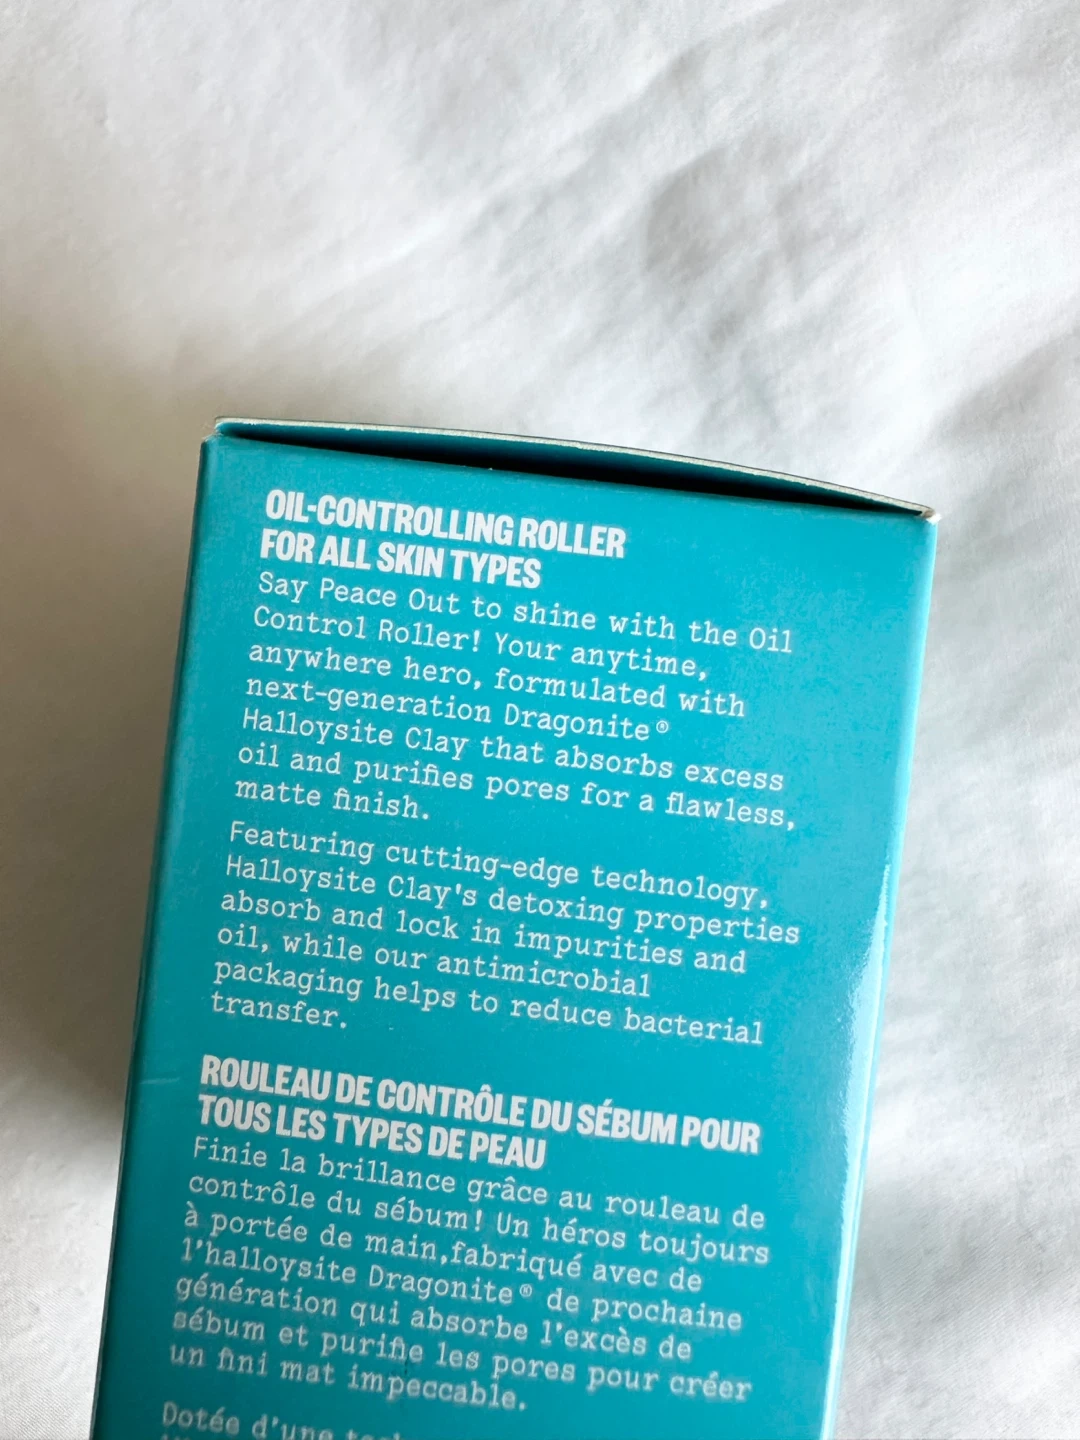 OIL-CONTROLLING ROLLER
FOR ALL SKIN TYPES
Say Peace Out to shine with the Oil
Control Roller! Your anytime,
anywhere hero, formulated with
next-generation Dragonite®
Halloysite Clay that absorbs excess
oil and purifies pores for a flawless,
matte finish.
Featuring cutting-edge technology,
Halloysite Clay's detoxing properties
absorb and lock in impurities and
oil, while our antimicrobial
packaging helps to reduce bacterial
transfer.
ROULEAU DE CONTRÔLE DU SÉBUM POUR
TOUS LES TYPES DE PEAU
Finie la brillance grâce au rouleau de
contrôle du sébum! Un héros toujours
à portée de main,fabriqué avec de
l'halloysite Dragonite® de prochaine
génération qui absorbe l'excès de
sébum et purifie les pores pour créer
un fini mat impeccable.
Dotée d'une